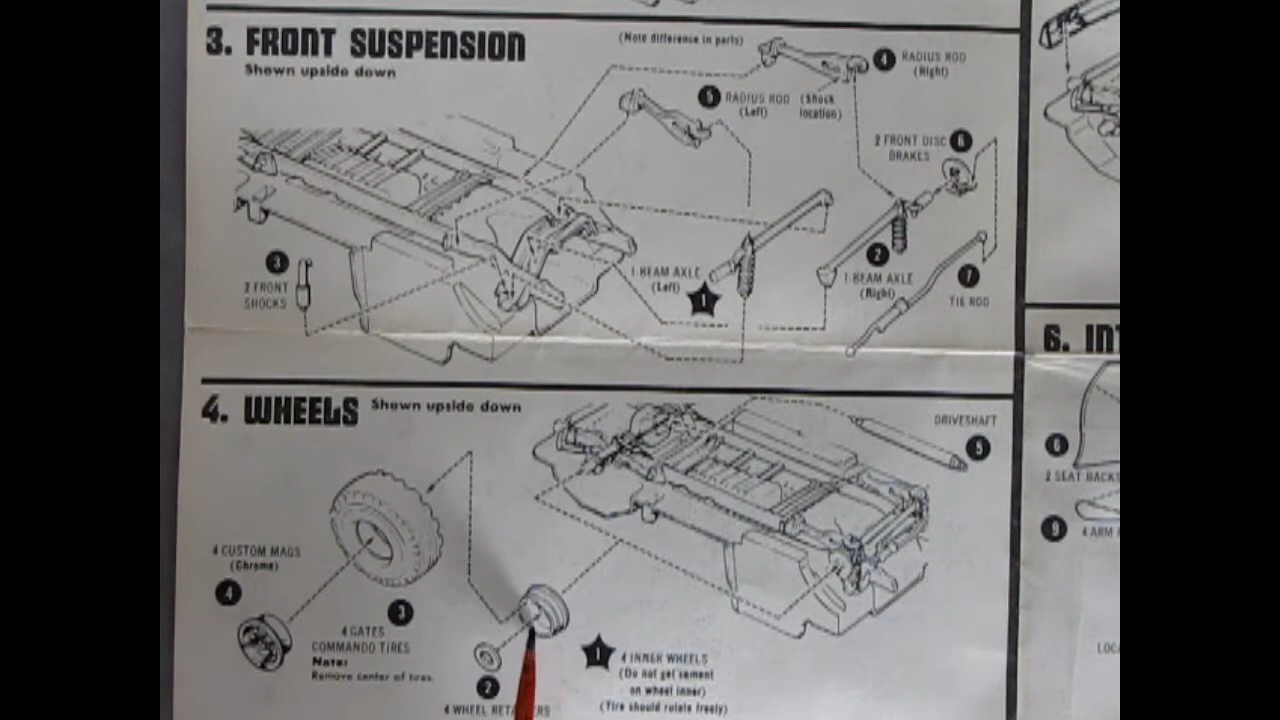 3. FRONT SUSPENSION
Shown upside down
(Note difference in parts)
4 RADIUS ROD
(Right)
5 RADIUS ROD
(Left)
(Shock
location)
2 FRONT DISC 6
BRAKES
3
2 FRONT
SHOCKS
1-BEAM AXLE
(Left)
1
2
1-BEAM AXLE
(Right)
7
TIE ROD
4. WHEELS Shown upside down
DRIVESHAFT
5
4 CUSTOM MAGS
(Chrome)
4
3
4 GATES
COMMANDO TIRES
Note:
Remove center of tires.
2
4 WHEEL
1
4 INNER WHEELS
(Do not get cement
on wheel inner)
(Tire should rotate freely)
6. INT
6
2 SEAT BACKS
9
4 ARM
LOC